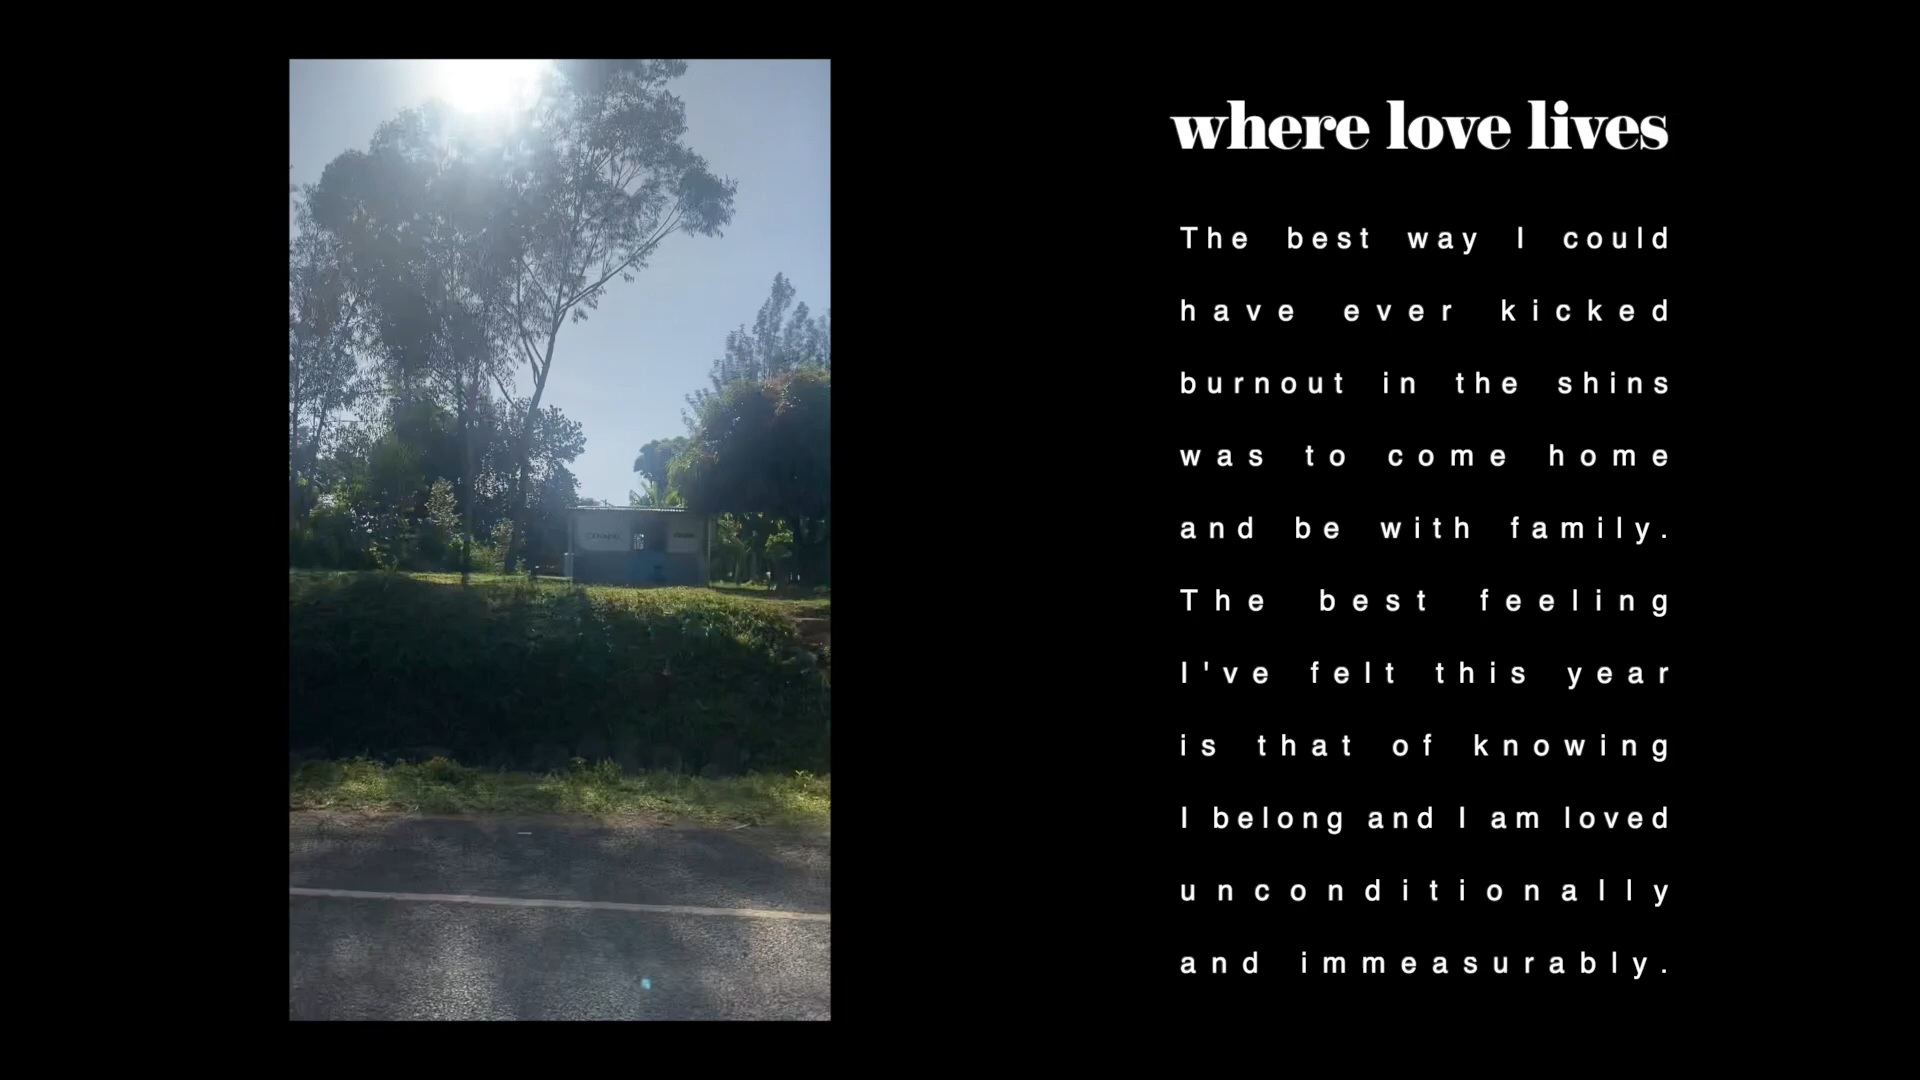 where love lives
The best way I could
have ever kicked
burnout in the shins
was to come home
and be with family.
The best feeling
I've felt this year
is that of knowing
I belong and I am loved
unconditionally
and immeasurably.